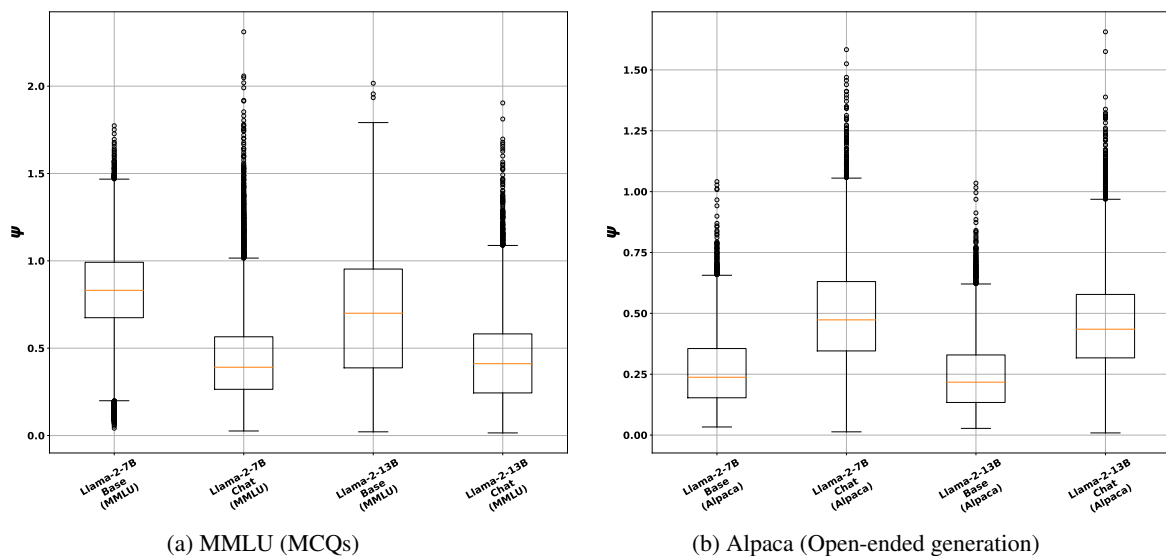 ψ
2.0
1.5
1.0
0.5
0.0
Llama-2-7B
Base
(MMLU)
Llama-2-7B
Chat
(MMLU)
Llama-2-13B
Base
(MMLU)
Llama-2-13B
Chat
(MMLU)
(a) MMLU (MCQs)
ψ
1.50
1.25
1.00
0.75
0.50
0.25
0.00
Llama-2-7B
Base
(Alpaca)
Llama-2-7B
Chat
(Alpaca)
Llama-2-13B
Base
(Alpaca)
Llama-2-13B
Chat
(Alpaca)
(b) Alpaca (Open-ended generation)